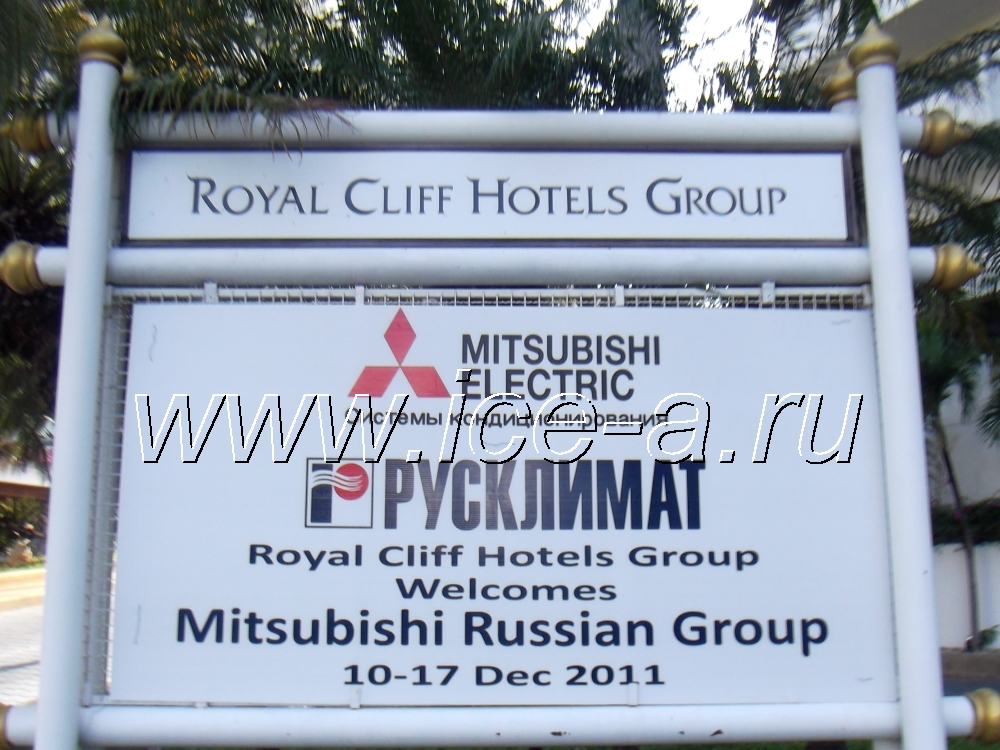 ROYAL CLIFF HOTELS GROUP
MITSUBISHI
ELECTRIC
Системы кондиционирования
www.ice-a.ru
РУСКЛИМАТ
Royal Cliff Hotels Group
Welcomes
Mitsubishi Russian Group
10-17 Dec 2011